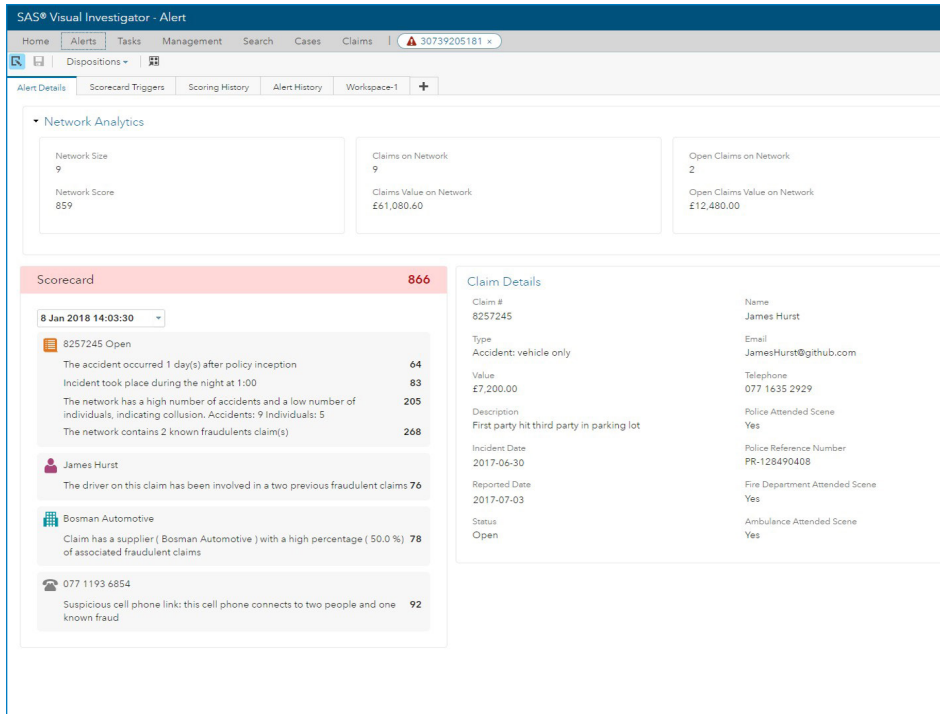 SAS® Visual Investigator - Alert
Home Alerts Tasks Management Search Cases Claims 30739205181 ×
Dispositions
Alert Details Scorecard Triggers Scoring History Alert History Workspace-1 +
Network Analytics
Network Size
9
Network Score
859
Claims on Network
9
Claims Value on Network
£61,080.60
Open Claims on Network
2
Open Claims Value on Network
£12,480.00
Scorecard 866
8 Jan 2018 14:03:30
8257245 Open
The accident occurred 1 day(s) after policy inception 64
Incident took place during the night at 1:00 83
The network has a high number of accidents and a low number of 205
individuals, indicating collusion. Accidents: 9 Individuals: 5
The network contains 2 known fraudulents claim(s) 268
James Hurst
The driver on this claim has been involved in a two previous fraudulent claims 76
Bosman Automotive
Claim has a supplier ( Bosman Automotive ) with a high percentage ( 50.0 %) 78
of associated fraudulent claims
077 1193 6854
Suspicious cell phone link: this cell phone connects to two people and one 92
known fraud
Claim Details
Claim #
8257245
Type
Accident: vehicle only
Value
£7,200.00
Description
First party hit third party in parking lot
Incident Date
2017-06-30
Reported Date
2017-07-03
Status
Open
Name
James Hurst
Email
JamesHurst@github.com
Telephone
077 1635 2929
Police Attended Scene
Yes
Police Reference Number
PR-128490408
Fire Department Attended Scene
Yes
Ambulance Attended Scene
Yes